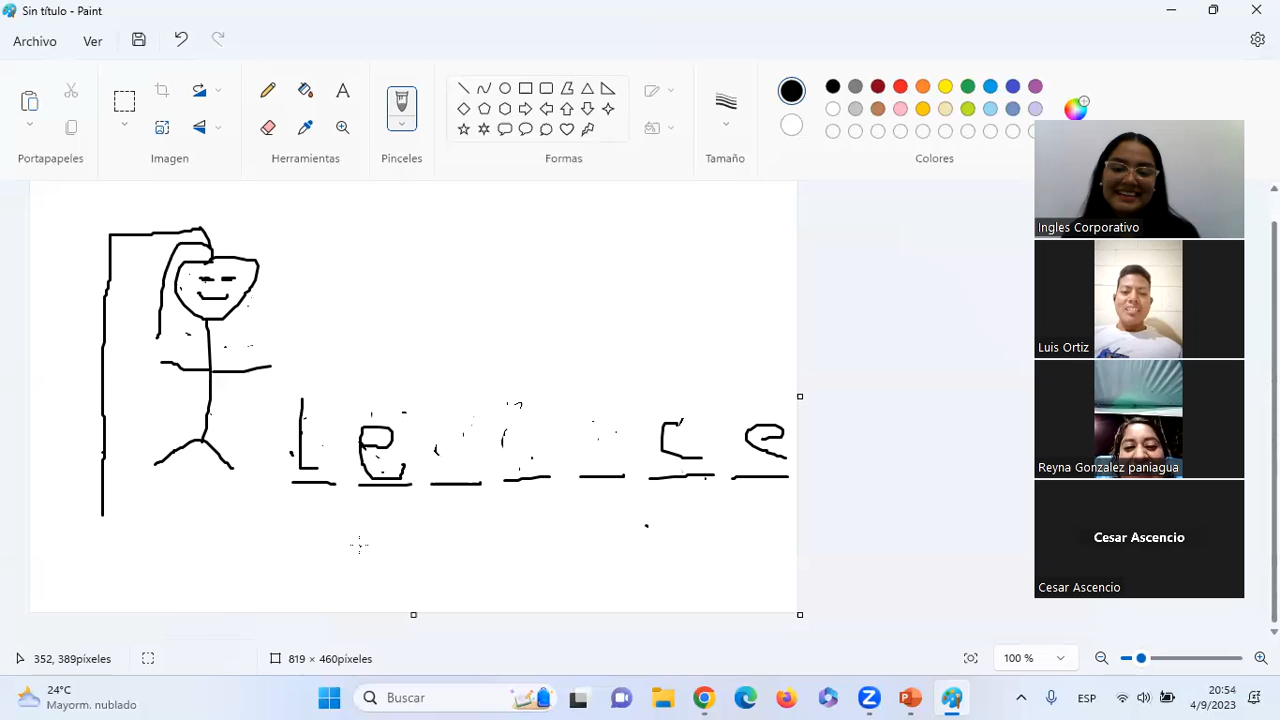 Sin título - Paint
Archivo Ver
Portapapeles Imagen Herramientas Pinceles Formas Tamaño Colores
Ingles Corporativo
Luis Ortiz
Reyna Gonzalez paniagua
Cesar Ascencio
Cesar Ascencio
L e _ _ _ c e
352, 389píxeles 819 × 460píxeles 100 %
24°C
Mayorm. nublado
Buscar
ESP
20:54
4/9/2023